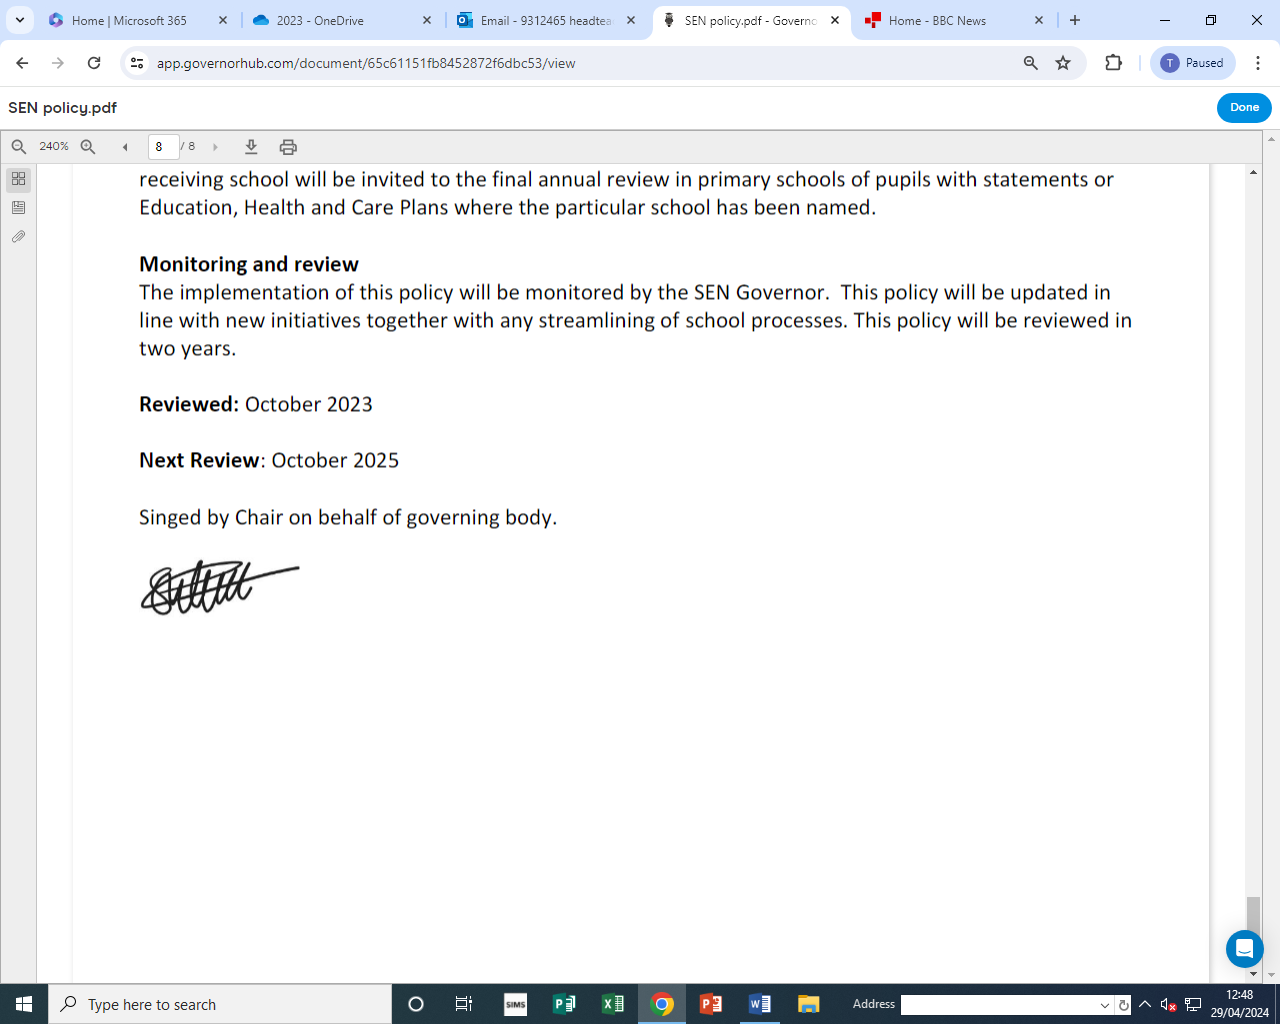 Home | Microsoft 365
2023 - OneDrive
Email - 9312465 headtea
SEN policy.pdf - Governo
Home - BBC News
app.governorhub.com/document/65c61151fb8452872f6dbc53/view
T Paused
SEN policy.pdf
Done
240%
8 / 8
receiving school will be invited to the final annual review in primary schools of pupils with statements or
Education, Health and Care Plans where the particular school has been named.
Monitoring and review
The implementation of this policy will be monitored by the SEN Governor. This policy will be updated in
line with new initiatives together with any streamlining of school processes. This policy will be reviewed in
two years.
Reviewed: October 2023
Next Review: October 2025
Singed by Chair on behalf of governing body.
Type here to search
SIMS
Address
12:48
29/04/2024